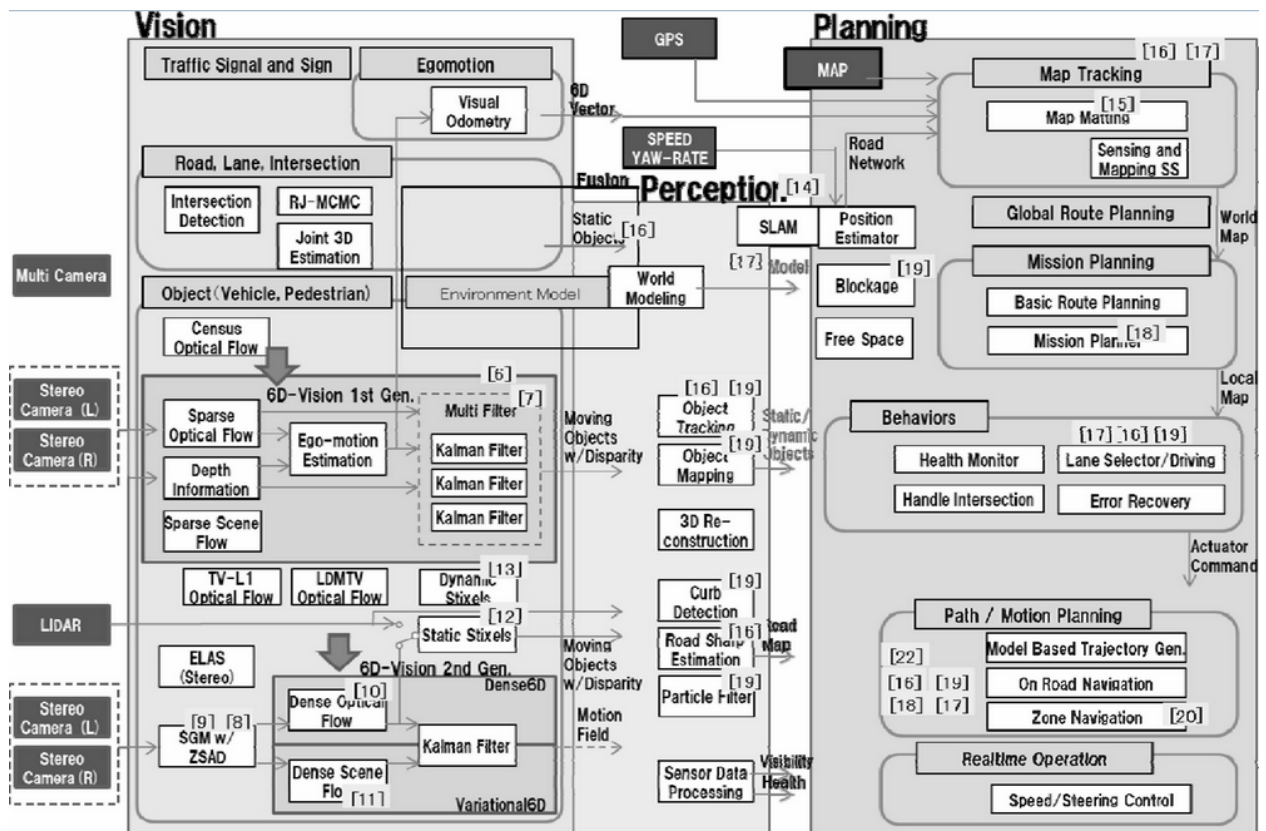 Vision
Planning
GPS
MAP
Traffic Signal and Sign
Egomotion
Visual
Odometry
6D
Vector
SPEED
YAW-RATE
Road
Network
[16] [17]
Map Tracking
[15]
Map Matting
Sensing and
Mapping SS
Road, Lane, Intersection
Intersection
Detection
RJ-MCMC
Joint 3D
Estimation
Fusion
Perception.
[14]
Static
Objects
[16]
SLAM
Position
Estimator
Global Route Planning
World
Map
Multi Camera
Object(Vehicle, Pedestrian)
Environment Model
World
Modeling
[17]
Model
[19]
Blockage
Free Space
Mission Planning
Basic Route Planning
[18]
Mission Planner
Local
Map
Census
Optical Flow
Stereo
Camera (L)
Stereo
Camera (R)
[6]
6D-Vision 1st Gen.
[7]
Sparse
Optical Flow
Depth
Information
Sparse Scene
Flow
Ego-motion
Estimation
Multi Filter
Kalman Filter
Kalman Filter
Kalman Filter
Moving
Objects
w/Disparity
[16] [19]
Object
Tracking
[19]
Object
Mapping
Static/
Dynamic
Objects
3D Re-
construction
Behaviors
[17] [16] [19]
Health Monitor
Lane Selector/Driving
Handle Intersection
Error Recovery
Actuator
Command
TV-L1
Optical Flow
LDMTV
Optical Flow
[13]
Dynamic
Stixels
[12]
Static Stixels
LIDAR
ELAS
(Stereo)
Moving
Objects
w/Disparity
[19]
Curb
Detection
[16]
Road Sharp
Estimation
[19]
Particle Filter
Road
Map
Path / Motion Planning
[22]
[16] [19]
[18] [17]
Model Based Trajectory Gen.
On Road Navigation
Zone Navigation
[20]
6D-Vision 2nd Gen.
Dense6D
Stereo
Camera (L)
Stereo
Camera (R)
[9] [8]
SGM w/
ZSAD
[10]
Dense Optical
Flow
Kalman Filter
Dense Scene
Flow
[11]
Variational6D
Motion
Field
Sensor Data
Processing
Visibility
Health
Realtime Operation
Speed/Steering Control